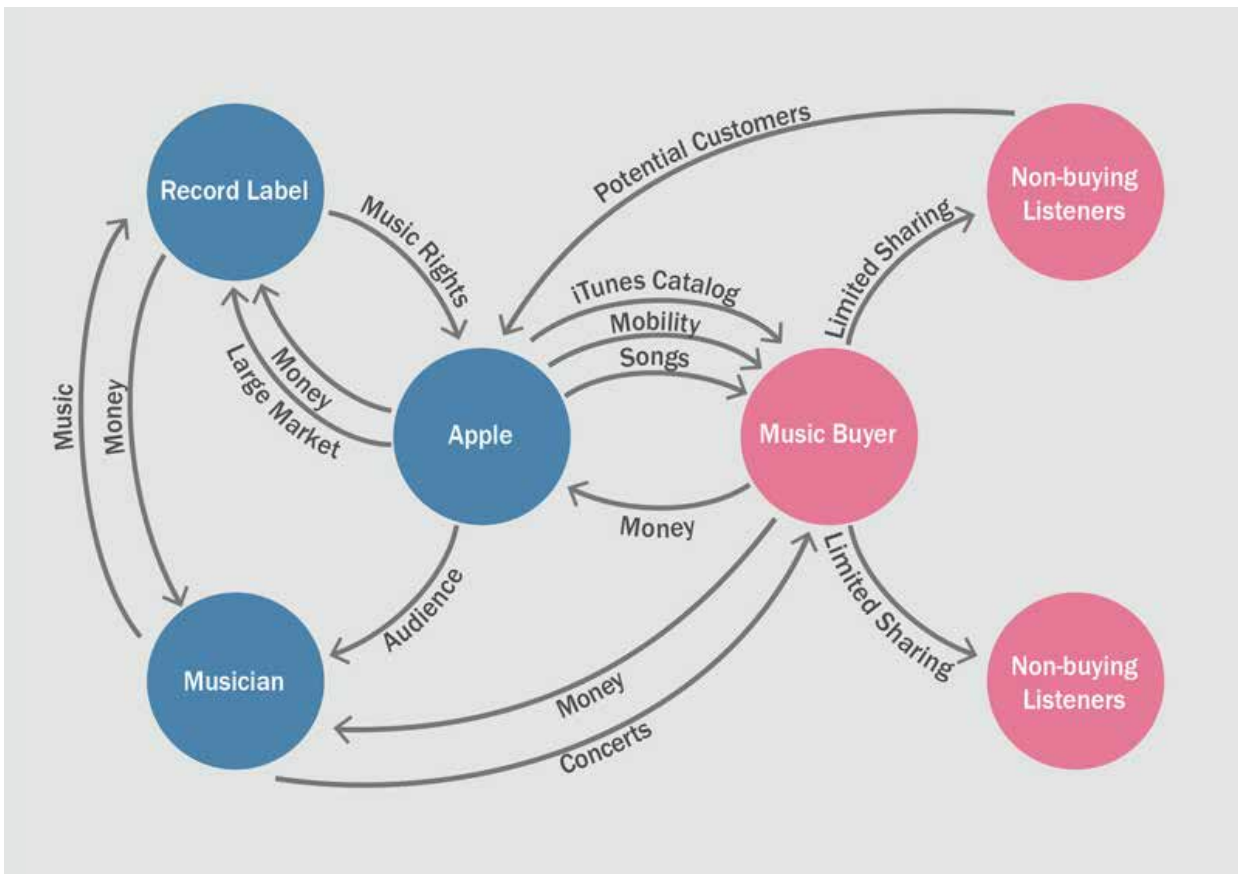 Potential Customers
Record Label
Non-buying
Listeners
Music Rights
Limited Sharing
iTunes Catalog
Mobility
Songs
Money
Large Market
Music
Money
Apple
Music Buyer
Money
Audience
Limited Sharing
Musician
Non-buying
Listeners
Money
Concerts